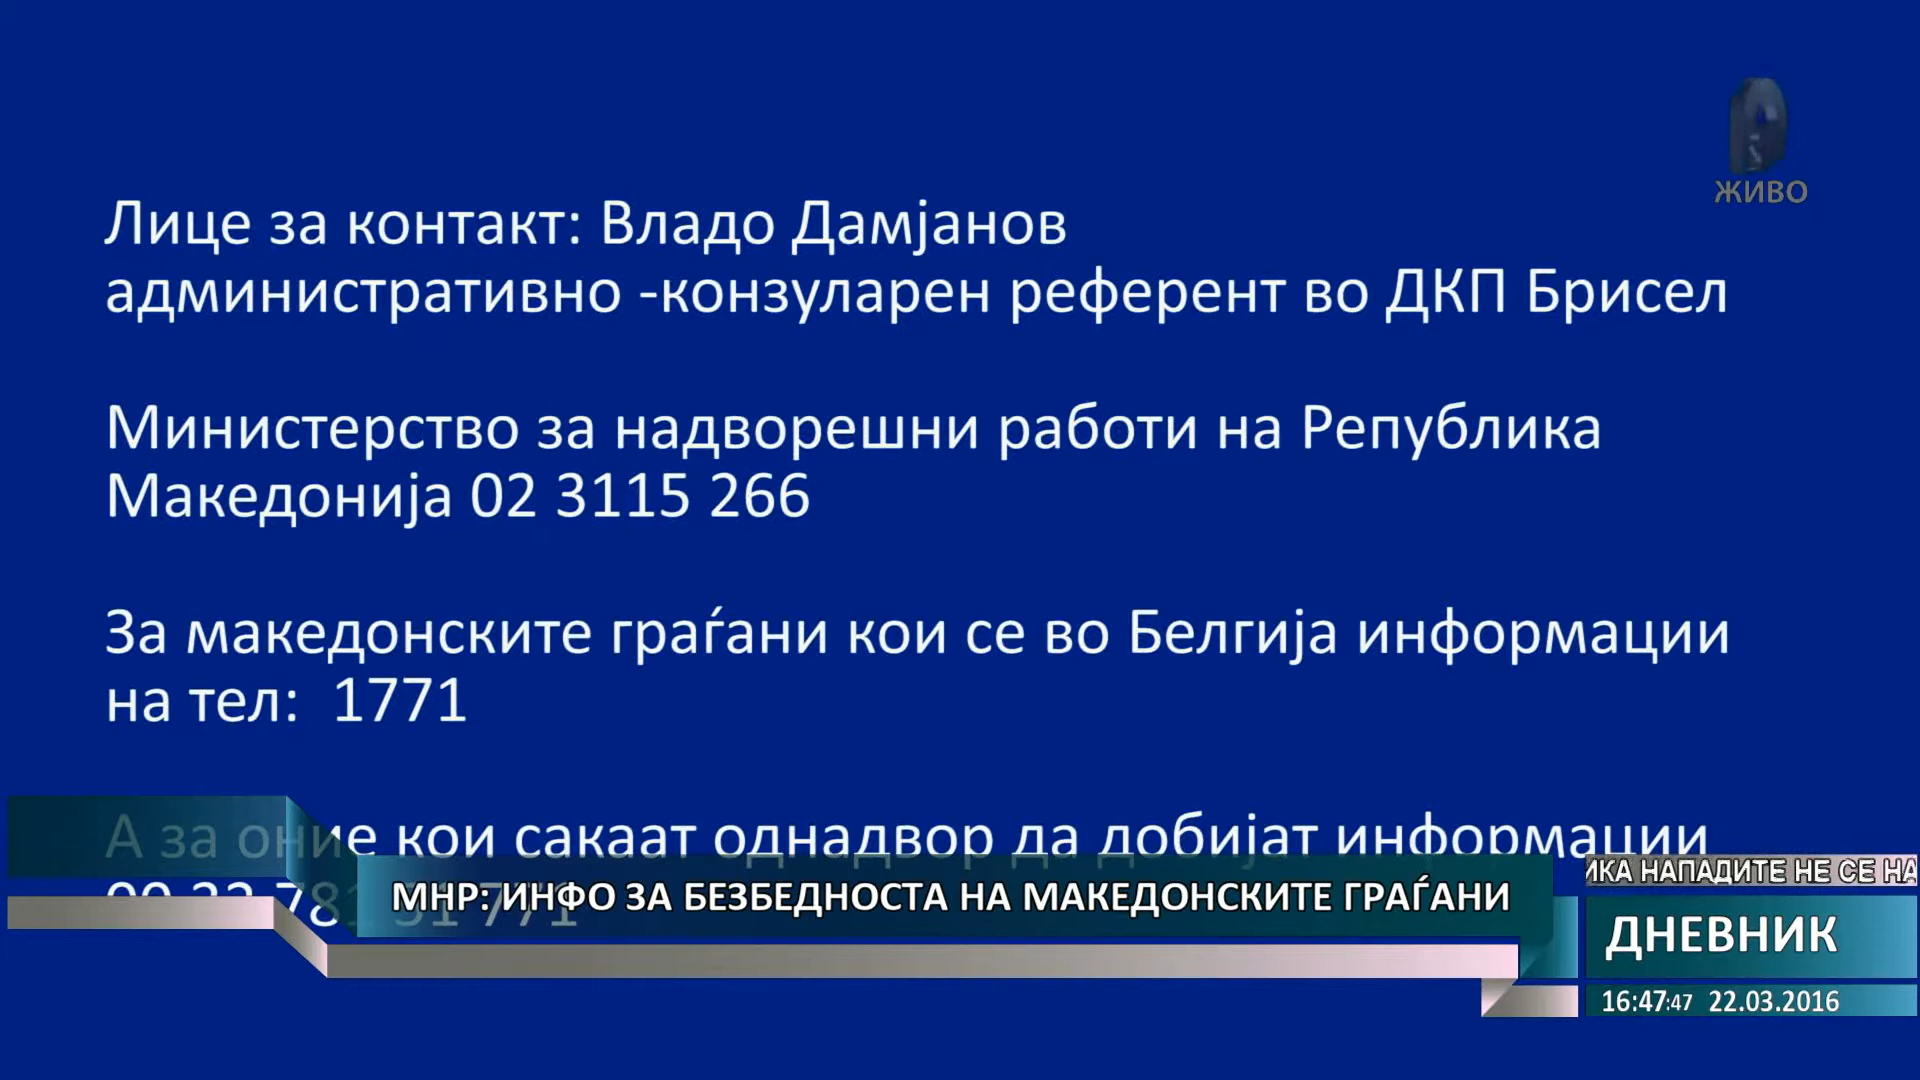 ЖИВО
Лице за контакт: Владо Дамјанов
административно -конзуларен референт во ДКП Брисел
Министерство за надворешни работи на Република
Македонија 02 3115 266
За македонските граѓани кои се во Белгија информации
на тел: 1771
А за оние кои сакаат однадвор да добијат информации
771
МНР: ИНФО ЗА БЕЗБЕДНОСТА НА МАКЕДОНСКИТЕ ГРАЃАНИ
НАПАДИТЕ НЕ СЕ
ДНЕВНИК
16:47:47 22.03.2016